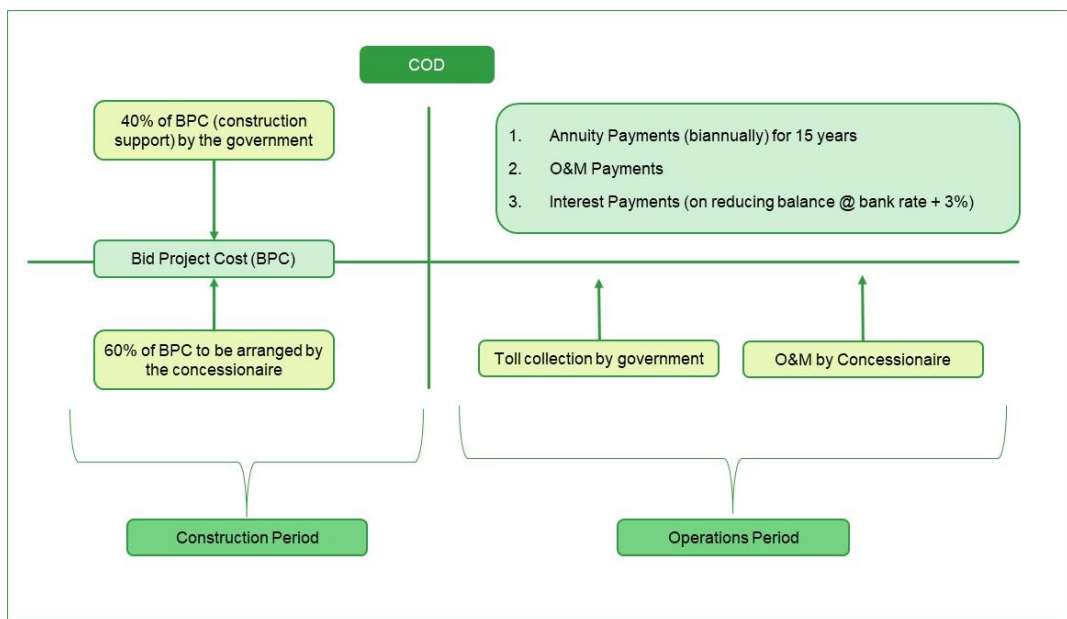 COD
40% of BPC (construction
support) by the government
1. Annuity Payments (biannually) for 15 years
2. O&M Payments
3. Interest Payments (on reducing balance @ bank rate + 3%)
Bid Project Cost (BPC)
60% of BPC to be arranged by
the concessionaire
Toll collection by government
O&M by Concessionaire
Construction Period
Operations Period